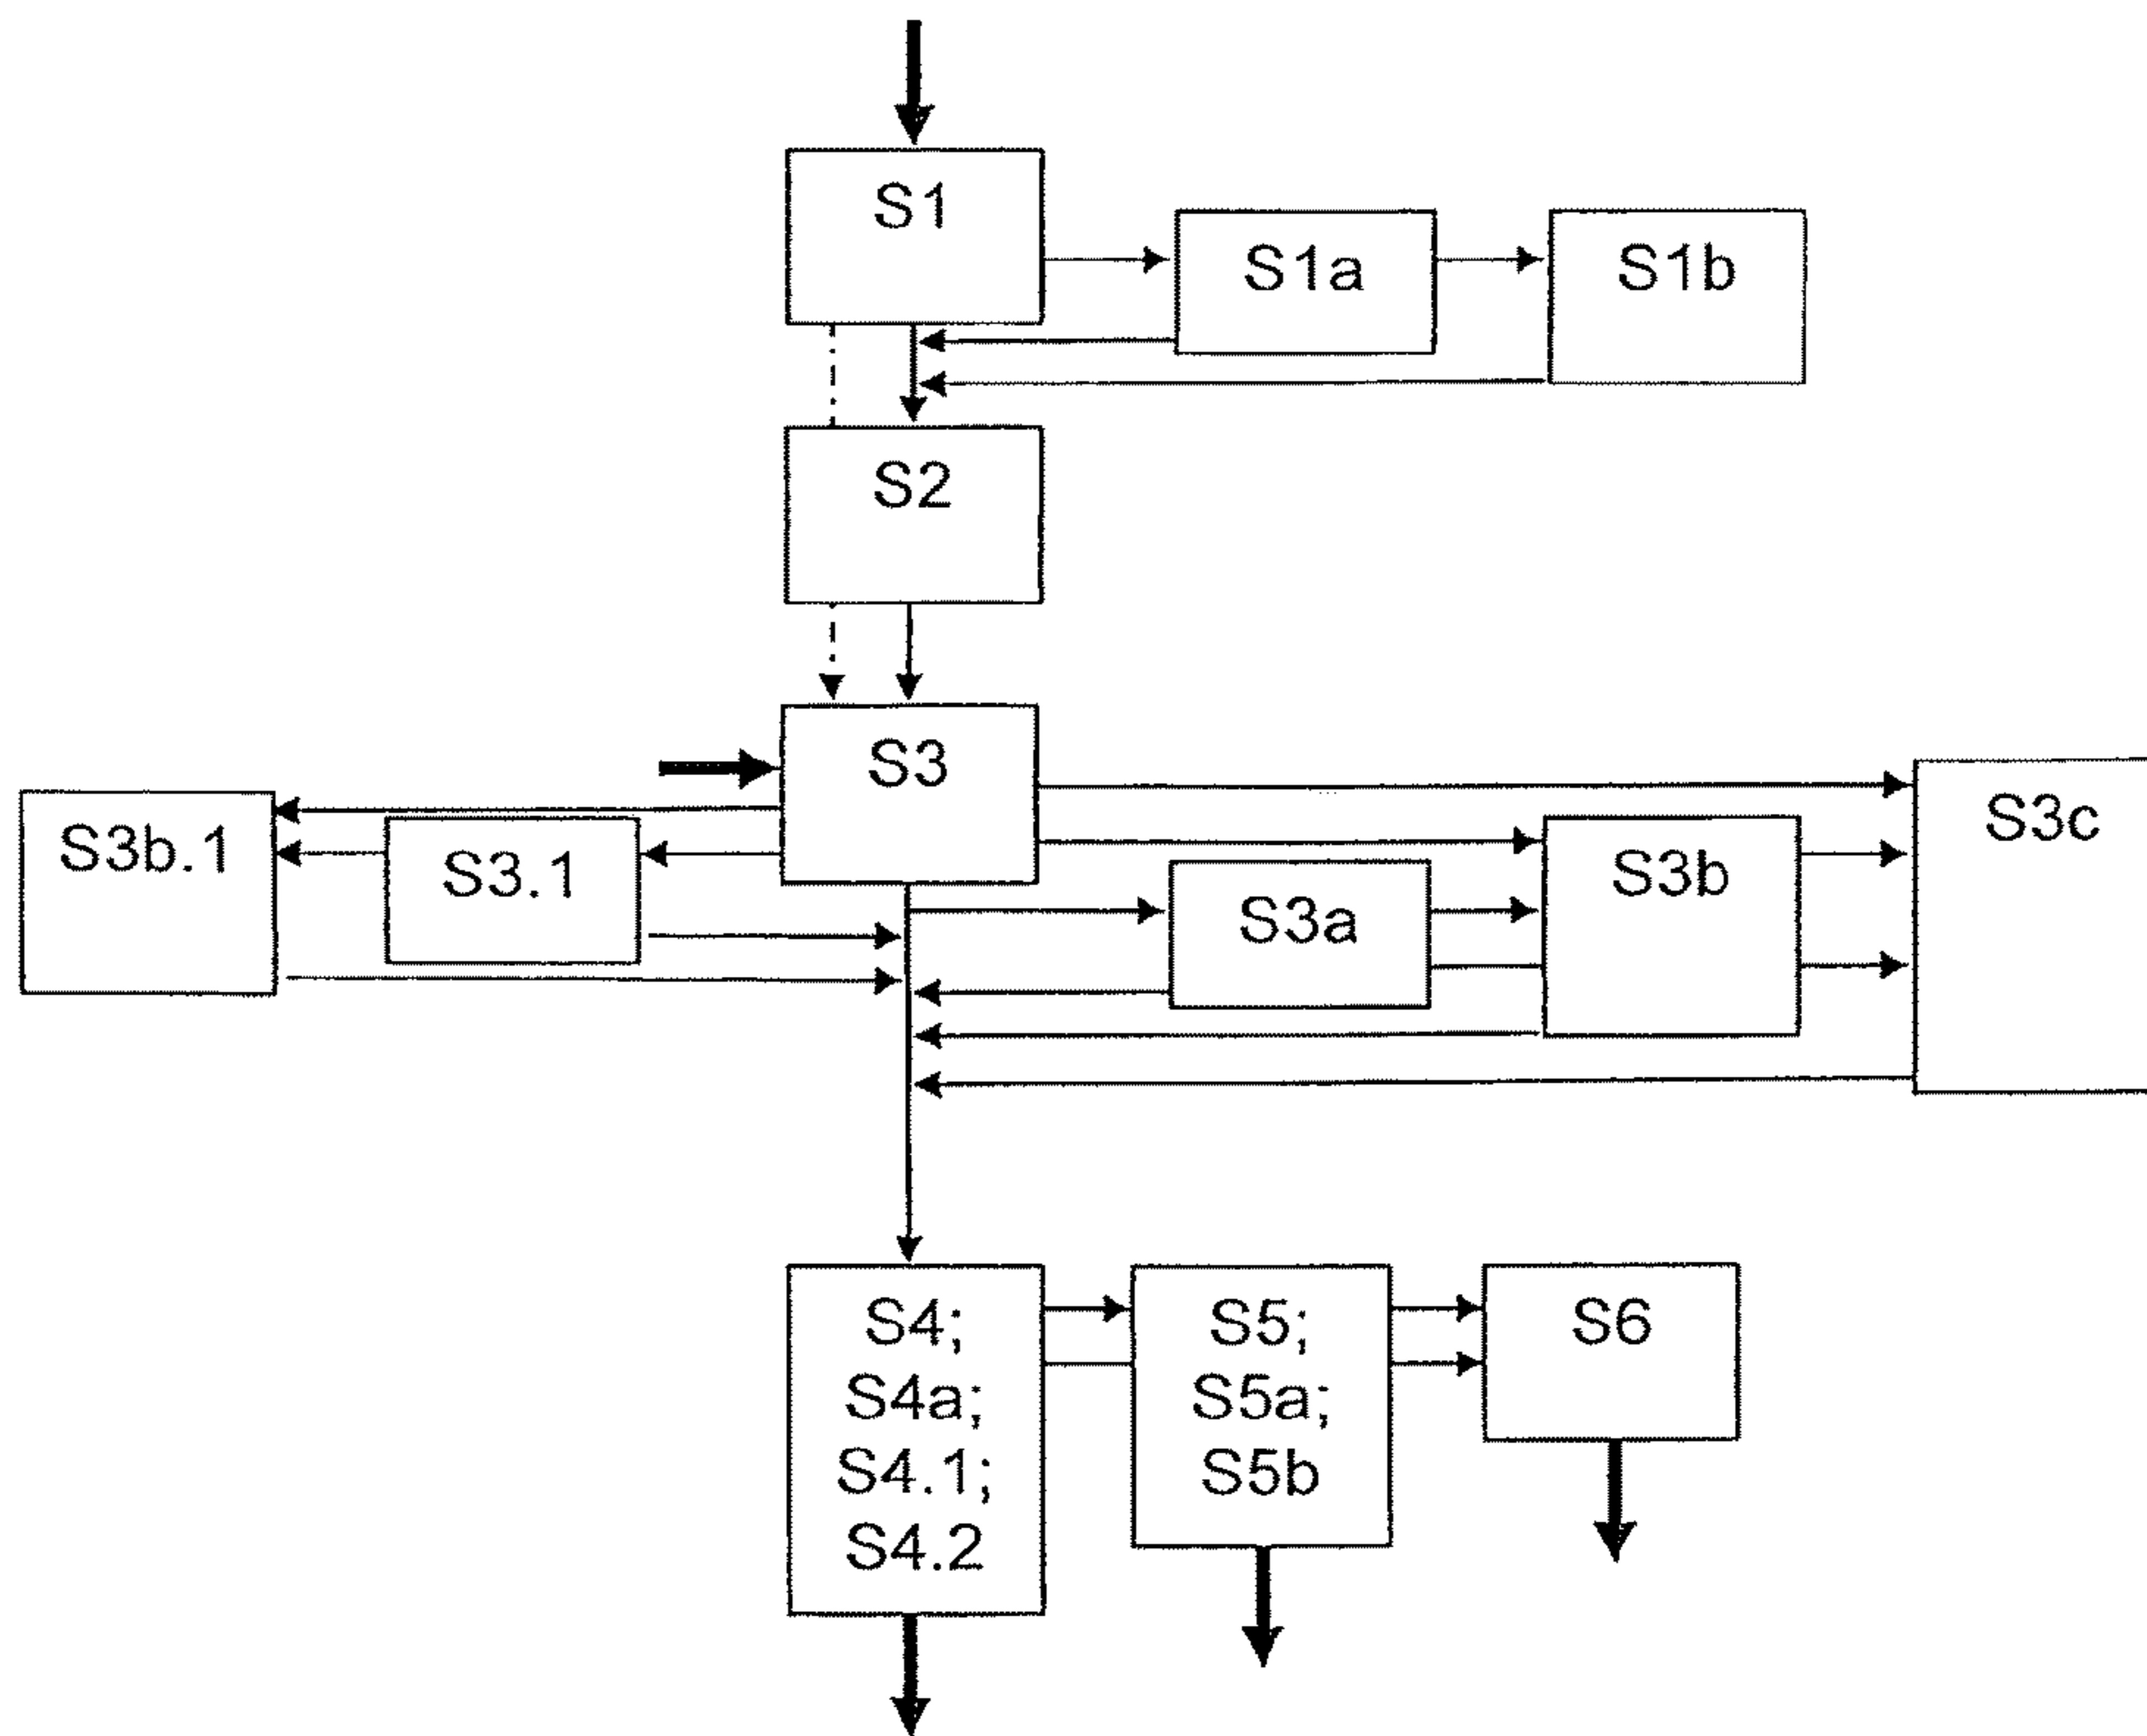 S1
S1a
S1b
S2
S3
S3c
S3b.1
S3.1
S3b
S3a
S4;
S4a;
S4.1;
S4.2
S5;
S5a;
S5b
S6